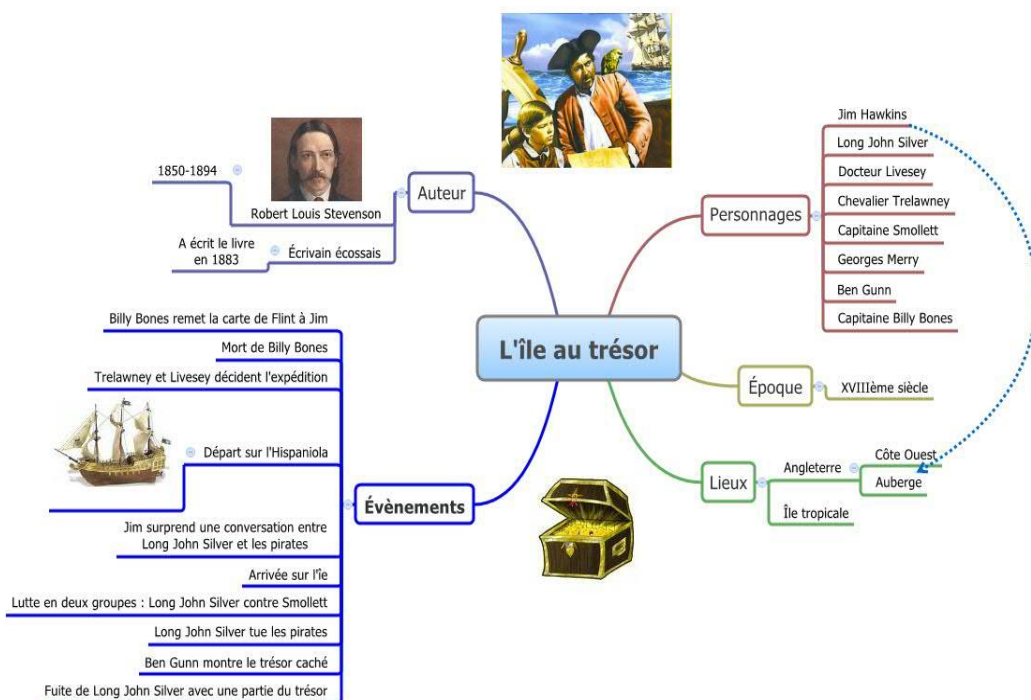 L'île au trésor
Auteur
1850-1894
Robert Louis Stevenson
A écrit le livre
en 1883
Écrivain écossais
Personnages
Jim Hawkins
Long John Silver
Docteur Livesey
Chevalier Trelawney
Capitaine Smollett
Georges Merry
Ben Gunn
Capitaine Billy Bones
Époque
XVIIIème siècle
Lieux
Angleterre
Côte Ouest
Auberge
Île tropicale
Évènements
Billy Bones remet la carte de Flint à Jim
Mort de Billy Bones
Trelawney et Livesey décident l'expédition
Départ sur l'Hispaniola
Jim surprend une conversation entre
Long John Silver et les pirates
Arrivée sur l'îe
Lutte en deux groupes : Long John Silver contre Smollett
Long John Silver tue les pirates
Ben Gunn montre le trésor caché
Fuite de Long John Silver avec une partie du trésor